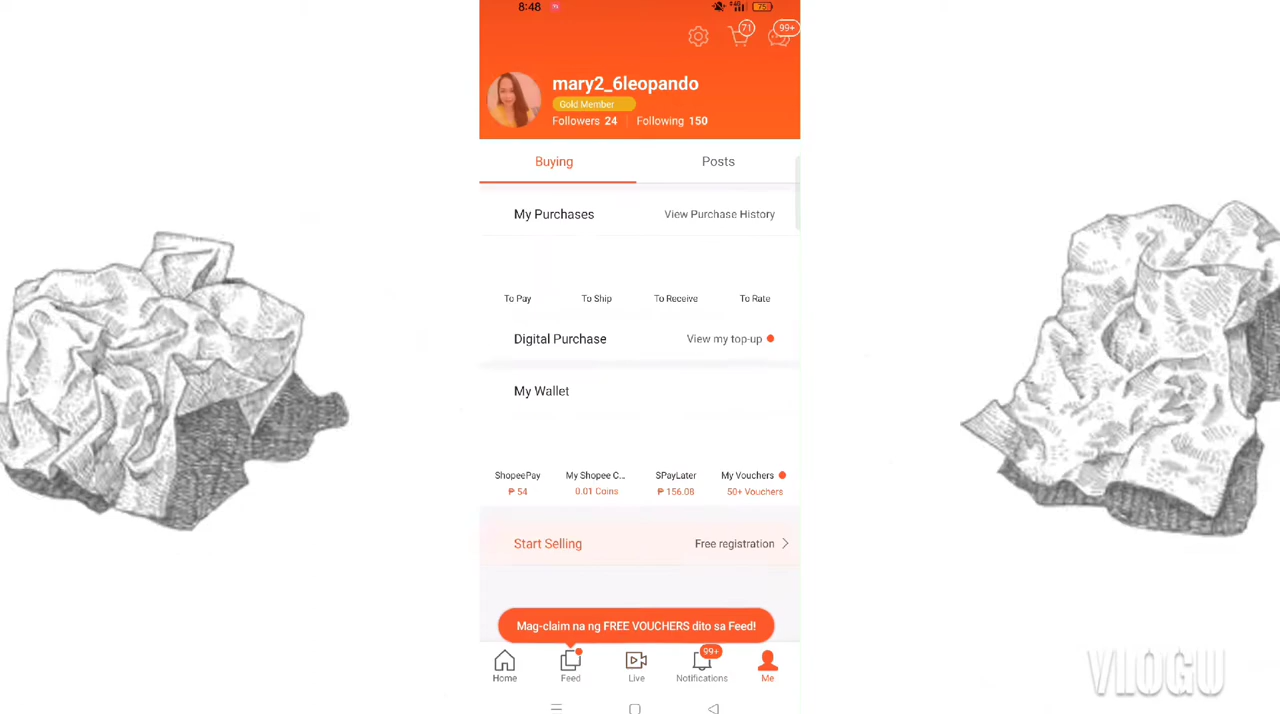 8:48
75
71
99+
mary2_6leopando
Gold Member
Followers 24 Following 150
Buying Posts
My Purchases View Purchase History
To Pay To Ship To Receive To Rate
Digital Purchase View my top-up
My Wallet
ShopeePay My Shopee C... SPayLater My Vouchers
₱ 54 0.01 Coins ₱ 156.08 50+ Vouchers
Start Selling Free registration
Mag-claim na ng FREE VOUCHERS dito sa Feed!
99+
Home Feed Live Notifications Me
VLOGU